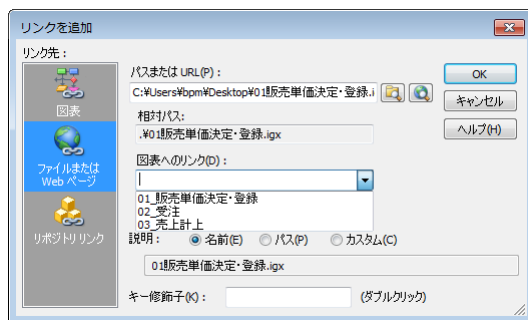 リンクを追加
リンク先：
図表
ファイルまたは
Web ページ
リポジトリ リンク
パスまたは URL(P)：
C:¥Users¥bpm¥Desktop¥01販売単価決定・登録.i
相対パス:
.¥01販売単価決定・登録.igx
図表へのリンク(D)：
01_販売単価決定・登録
02_受注
03_売上計上
説明： 名前(E) パス(P) カスタム(C)
01販売単価決定・登録.igx
キー修飾子(K)： (ダブルクリック)
OK
キャンセル
ヘルプ(H)